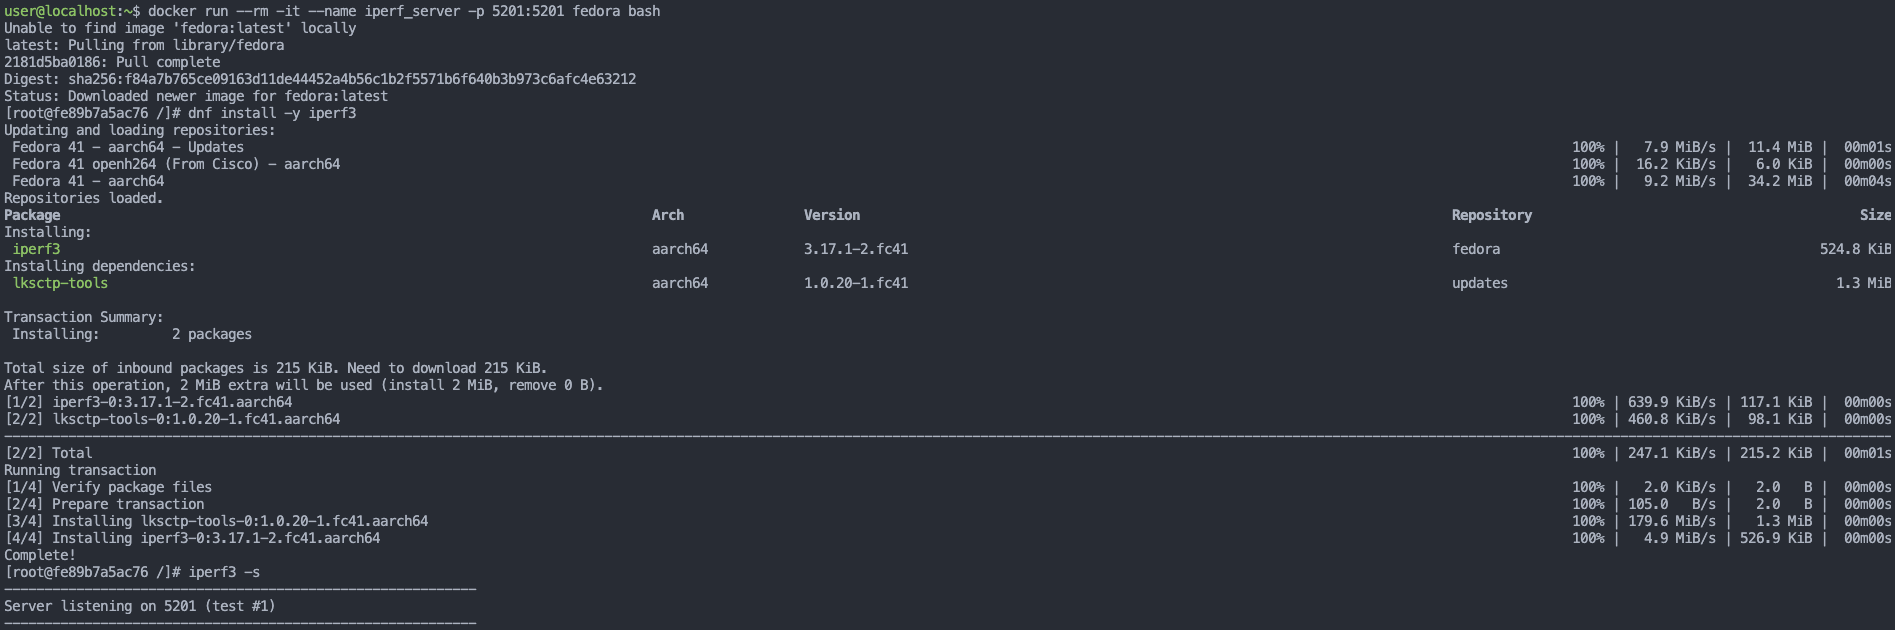 user@localhost:~$ docker run --rm -it --name iperf_server -p 5201:5201 fedora bash
Unable to find image 'fedora:latest' locally
latest: Pulling from library/fedora
2181d5ba0186: Pull complete
Digest: sha256:f84a7b765ce09163d11de44452a4b56c1b2f5571b6f640b3b973c6afc4e63212
Status: Downloaded newer image for fedora:latest
[root@fe89b7a5ac76 /]# dnf install -y iperf3
Updating and loading repositories:
 Fedora 41 - aarch64 - Updates 100% | 7.9 MiB/s | 11.4 MiB | 00m01s
 Fedora 41 openh264 (From Cisco) - aarch64 100% | 16.2 KiB/s | 6.0 KiB | 00m00s
 Fedora 41 - aarch64 100% | 9.2 MiB/s | 34.2 MiB | 00m04s
Repositories loaded.
Package Arch Version Repository Size
Installing:
 iperf3 aarch64 3.17.1-2.fc41 fedora 524.8 KiB
Installing dependencies:
 lksctp-tools aarch64 1.0.20-1.fc41 updates 1.3 MiB
Transaction Summary:
 Installing: 2 packages
Total size of inbound packages is 215 KiB. Need to download 215 KiB.
After this operation, 2 MiB extra will be used (install 2 MiB, remove 0 B).
[1/2] iperf3-0:3.17.1-2.fc41.aarch64 100% | 639.9 KiB/s | 117.1 KiB | 00m00s
[2/2] lksctp-tools-0:1.0.20-1.fc41.aarch64 100% | 460.8 KiB/s | 98.1 KiB | 00m00s
[2/2] Total 100% | 247.1 KiB/s | 215.2 KiB | 00m01s
Running transaction
[1/4] Verify package files 100% | 2.0 KiB/s | 2.0 B | 00m00s
[2/4] Prepare transaction 100% | 105.0 B/s | 2.0 B | 00m00s
[3/4] Installing lksctp-tools-0:1.0.20-1.fc41.aarch64 100% | 179.6 MiB/s | 1.3 MiB | 00m00s
[4/4] Installing iperf3-0:3.17.1-2.fc41.aarch64 100% | 4.9 MiB/s | 526.9 KiB | 00m00s
Complete!
[root@fe89b7a5ac76 /]# iperf3 -s
-----------------------------------------------------------
Server listening on 5201 (test #1)
-----------------------------------------------------------